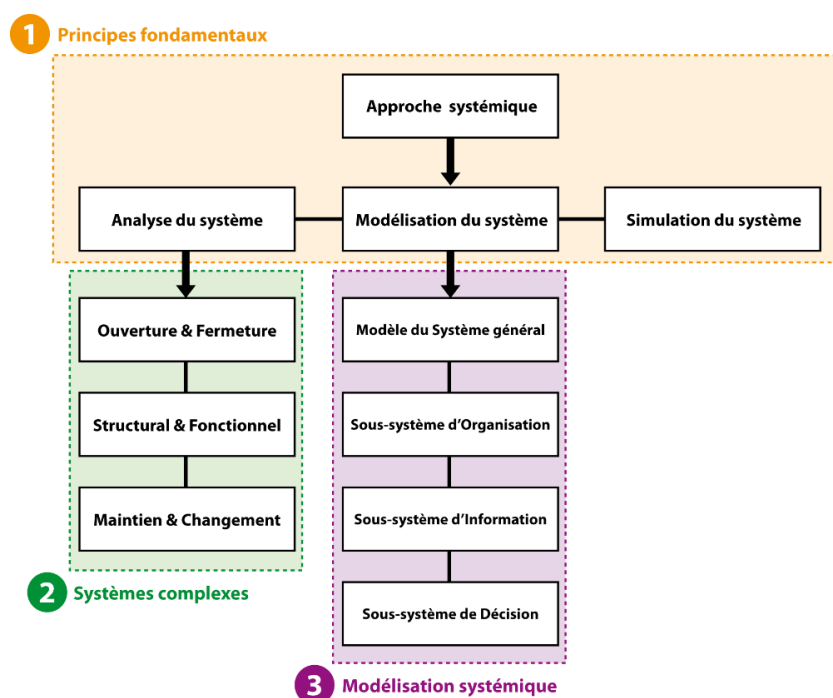 1 Principes fondamentaux
Approche systémique
Analyse du système
Modélisation du système
Simulation du système
Ouverture & Fermeture
Structural & Fonctionnel
Maintien & Changement
2 Systèmes complexes
Modèle du Système général
Sous-système d’Organisation
Sous-système d’Information
Sous-système de Décision
3 Modélisation systémique